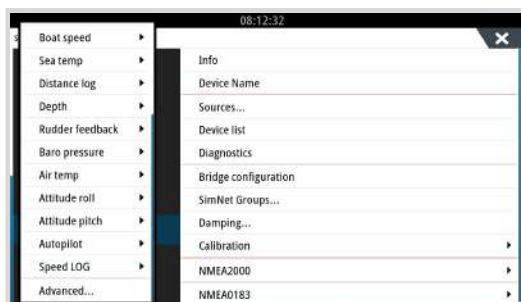 08:12:32
s
Boat speed
Sea temp
Distance log
Depth
Rudder feedback
Baro pressure
Air temp
Attitude roll
Attitude pitch
Autopilot
Speed LOG
Advanced...
Info
Device Name
Sources...
Device list
Diagnostics
Bridge configuration
SimNet Groups...
Damping...
Calibration
NMEA2000
NMEA0183